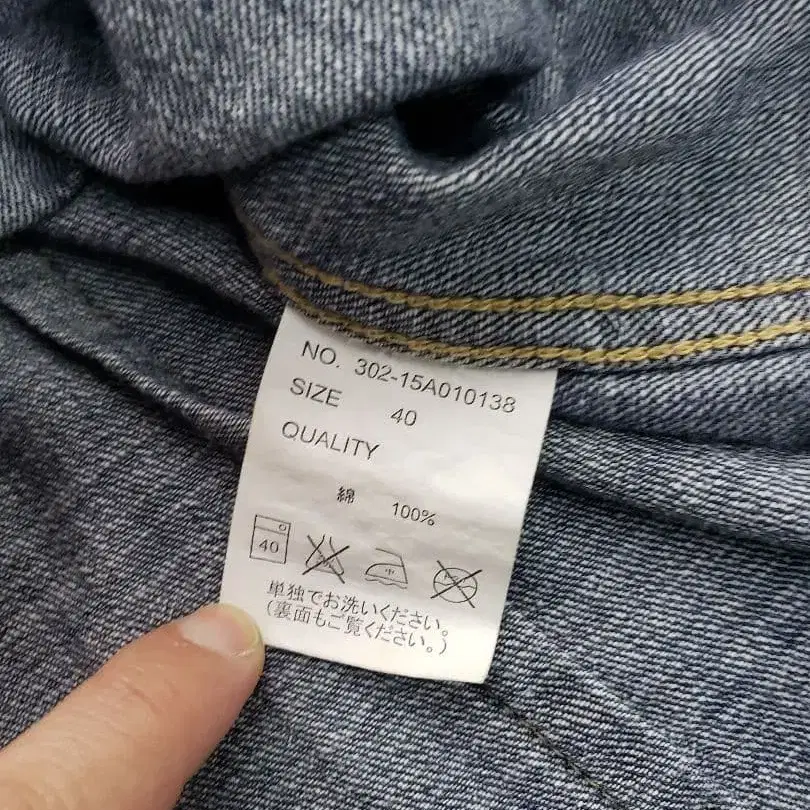 NO. 302-15A010138
SIZE 40
QUALITY
綿 100%
40 中
単独でお洗いください。
(裏面もご覧ください。)